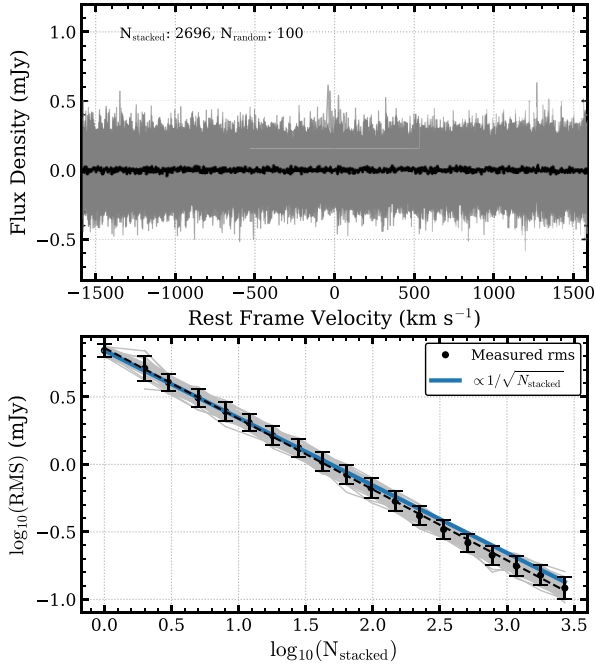 1.0
N_stacked: 2696, N_random: 100
0.5
0.0
−0.5
Flux Density (mJy)
−1500 −1000 −500 0 500 1000 1500
Rest Frame Velocity (km s⁻¹)
Measured rms
∝1/√N_stacked
0.5
0.0
−0.5
−1.0
log₁₀(RMS) (mJy)
0.0 0.5 1.0 1.5 2.0 2.5 3.0 3.5
log₁₀(N_stacked)